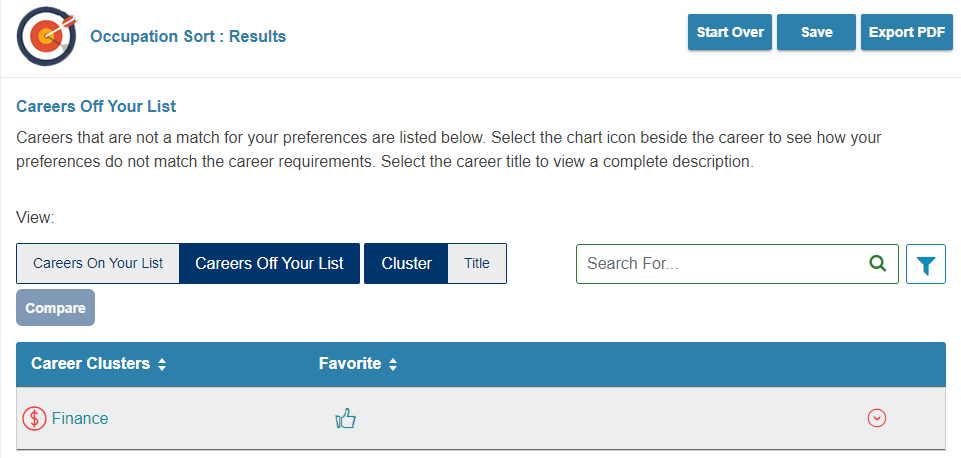 Occupation Sort : Results
Start Over
Save
Export PDF
Careers Off Your List
Careers that are not a match for your preferences are listed below. Select the chart icon beside the career to see how your
preferences do not match the career requirements. Select the career title to view a complete description.
View:
Careers On Your List
Careers Off Your List
Cluster
Title
Search For...
Compare
Career Clusters
Favorite
$ Finance